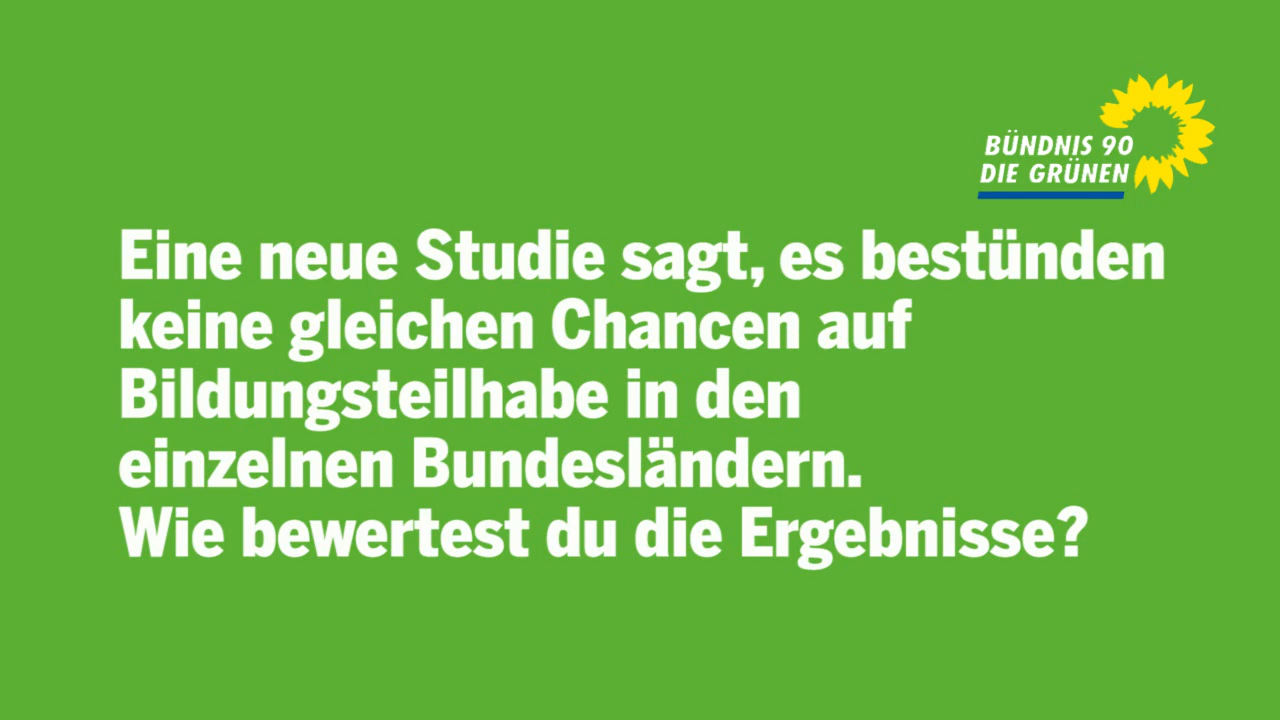 BÜNDNIS 90
DIE GRÜNEN
Eine neue Studie sagt, es bestünden
keine gleichen Chancen auf
Bildungsteilhabe in den
einzelnen Bundesländern.
Wie bewertest du die Ergebnisse?